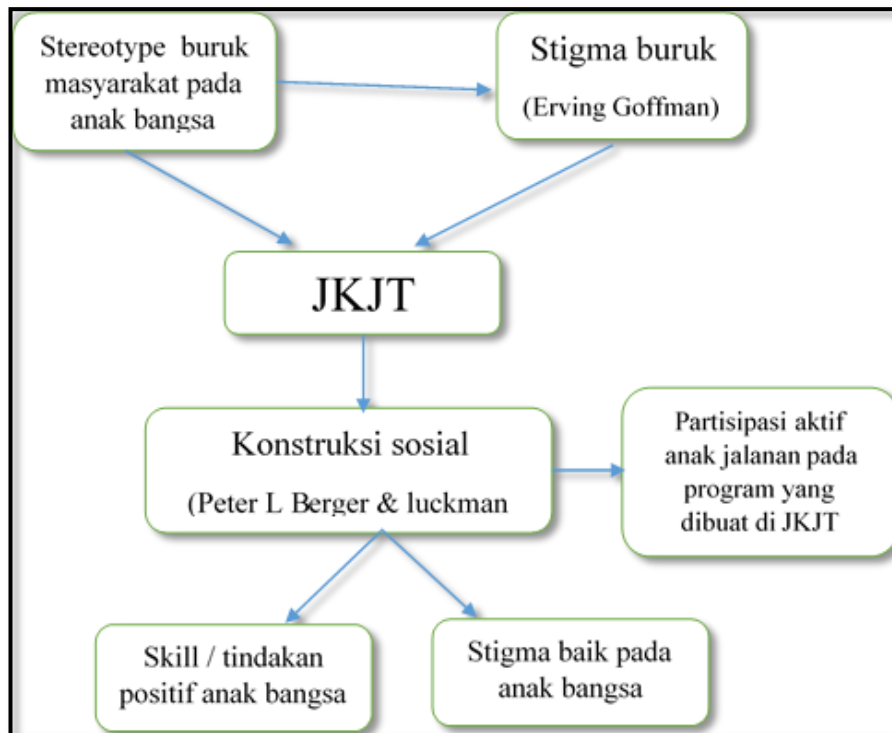 Stereotype buruk
masyarakat pada
anak bangsa
Stigma buruk
(Erving Goffman)
JKJT
Konstruksi sosial
(Peter L Berger & luckman
Partisipasi aktif
anak jalanan pada
program yang
dibuat di JKJT
Skill / tindakan
positif anak bangsa
Stigma baik pada
anak bangsa